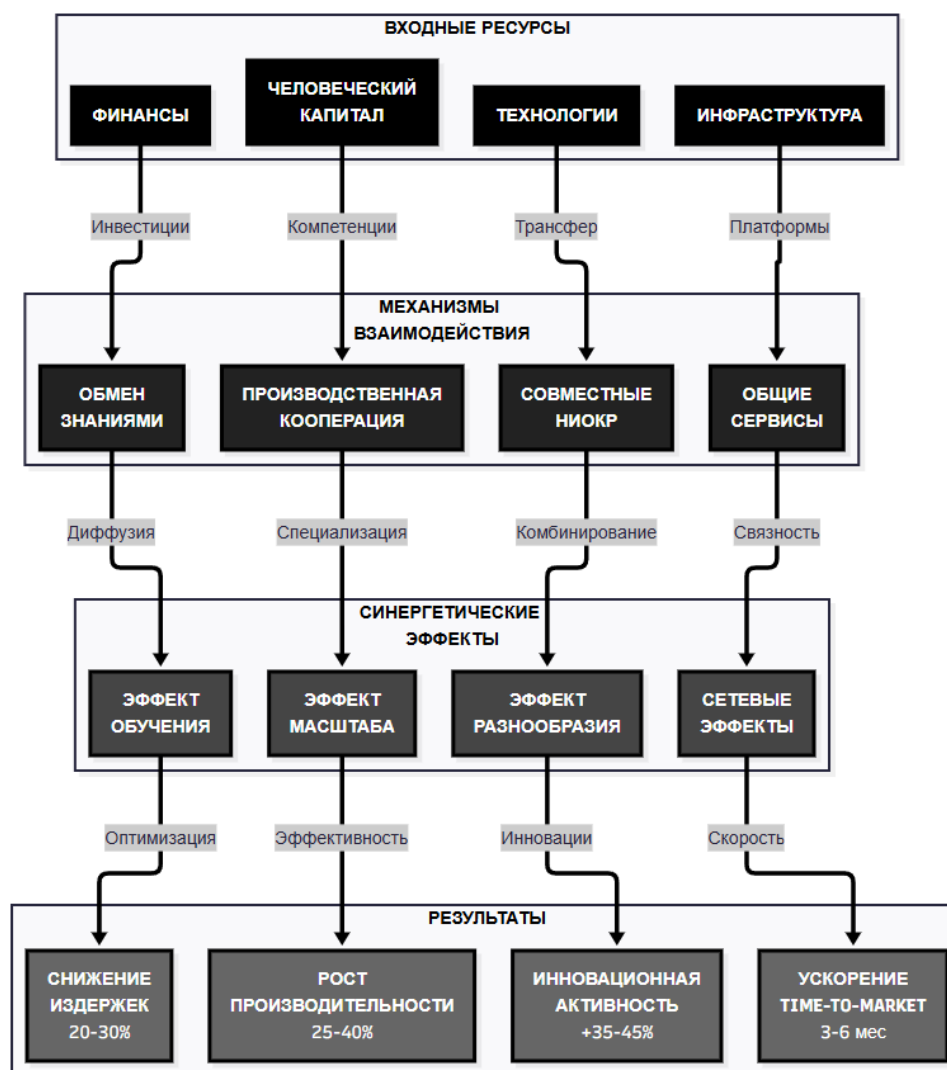 ВХОДНЫЕ РЕСУРСЫ
ФИНАНСЫ
ЧЕЛОВЕЧЕСКИЙ
КАПИТАЛ
ТЕХНОЛОГИИ
ИНФРАСТРУКТУРА
Инвестиции
Компетенции
Трансфер
Платформы
МЕХАНИЗМЫ
ВЗАИМОДЕЙСТВИЯ
ОБМЕН
ЗНАНИЯМИ
ПРОИЗВОДСТВЕННАЯ
КООПЕРАЦИЯ
СОВМЕСТНЫЕ
НИОКР
ОБЩИЕ
СЕРВИСЫ
Диффузия
Специализация
Комбинирование
Связность
СИНЕРГЕТИЧЕСКИЕ
ЭФФЕКТЫ
ЭФФЕКТ
ОБУЧЕНИЯ
ЭФФЕКТ
МАСШТАБА
ЭФФЕКТ
РАЗНООБРАЗИЯ
СЕТЕВЫЕ
ЭФФЕКТЫ
Оптимизация
Эффективность
Инновации
Скорость
РЕЗУЛЬТАТЫ
СНИЖЕНИЕ
ИЗДЕРЖЕК
20-30%
РОСТ
ПРОИЗВОДИТЕЛЬНОСТИ
25-40%
ИННОВАЦИОННАЯ
АКТИВНОСТЬ
+35-45%
УСКОРЕНИЕ
TIME-TO-MARKET
3-6 мес